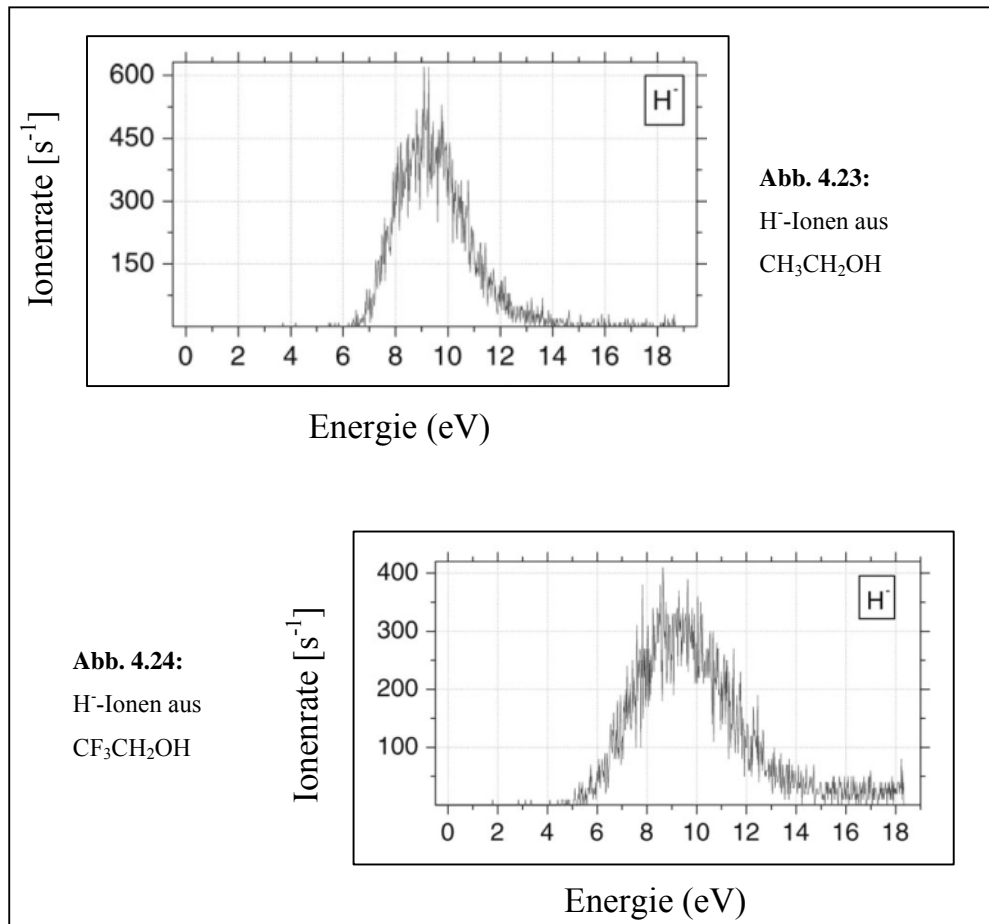 600
450
300
150
H⁻
0 2 4 6 8 10 12 14 16 18
Ionenrate [s⁻¹]
Energie (eV)
Abb. 4.23:
H⁻-Ionen aus
CH₃CH₂OH
Abb. 4.24:
H⁻-Ionen aus
CF₃CH₂OH
400
300
200
100
H⁻
0 2 4 6 8 10 12 14 16 18
Ionenrate [s⁻¹]
Energie (eV)